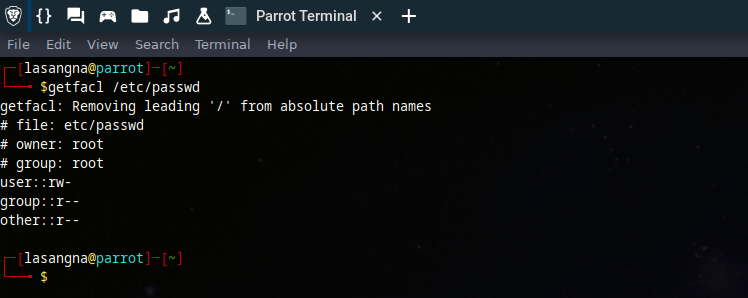 Parrot Terminal
File Edit View Search Terminal Help
┌─[lasangna@parrot]─[~]
└──╼ $getfacl /etc/passwd
getfacl: Removing leading '/' from absolute path names
# file: etc/passwd
# owner: root
# group: root
user::rw-
group::r--
other::r--
┌─[lasangna@parrot]─[~]
└──╼ $